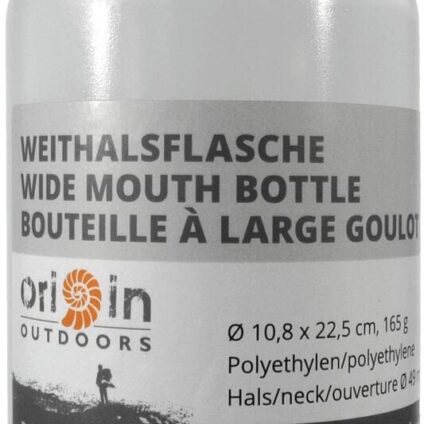 WEITHALSFLASCHE
WIDE MOUTH BOTTLE
BOUTEILLE À LARGE GOULOT
origin
OUTDOORS
Ø 10,8 x 22,5 cm, 165 g
Polyethylen/polyethylene
Hals/neck/ouverture Ø 49